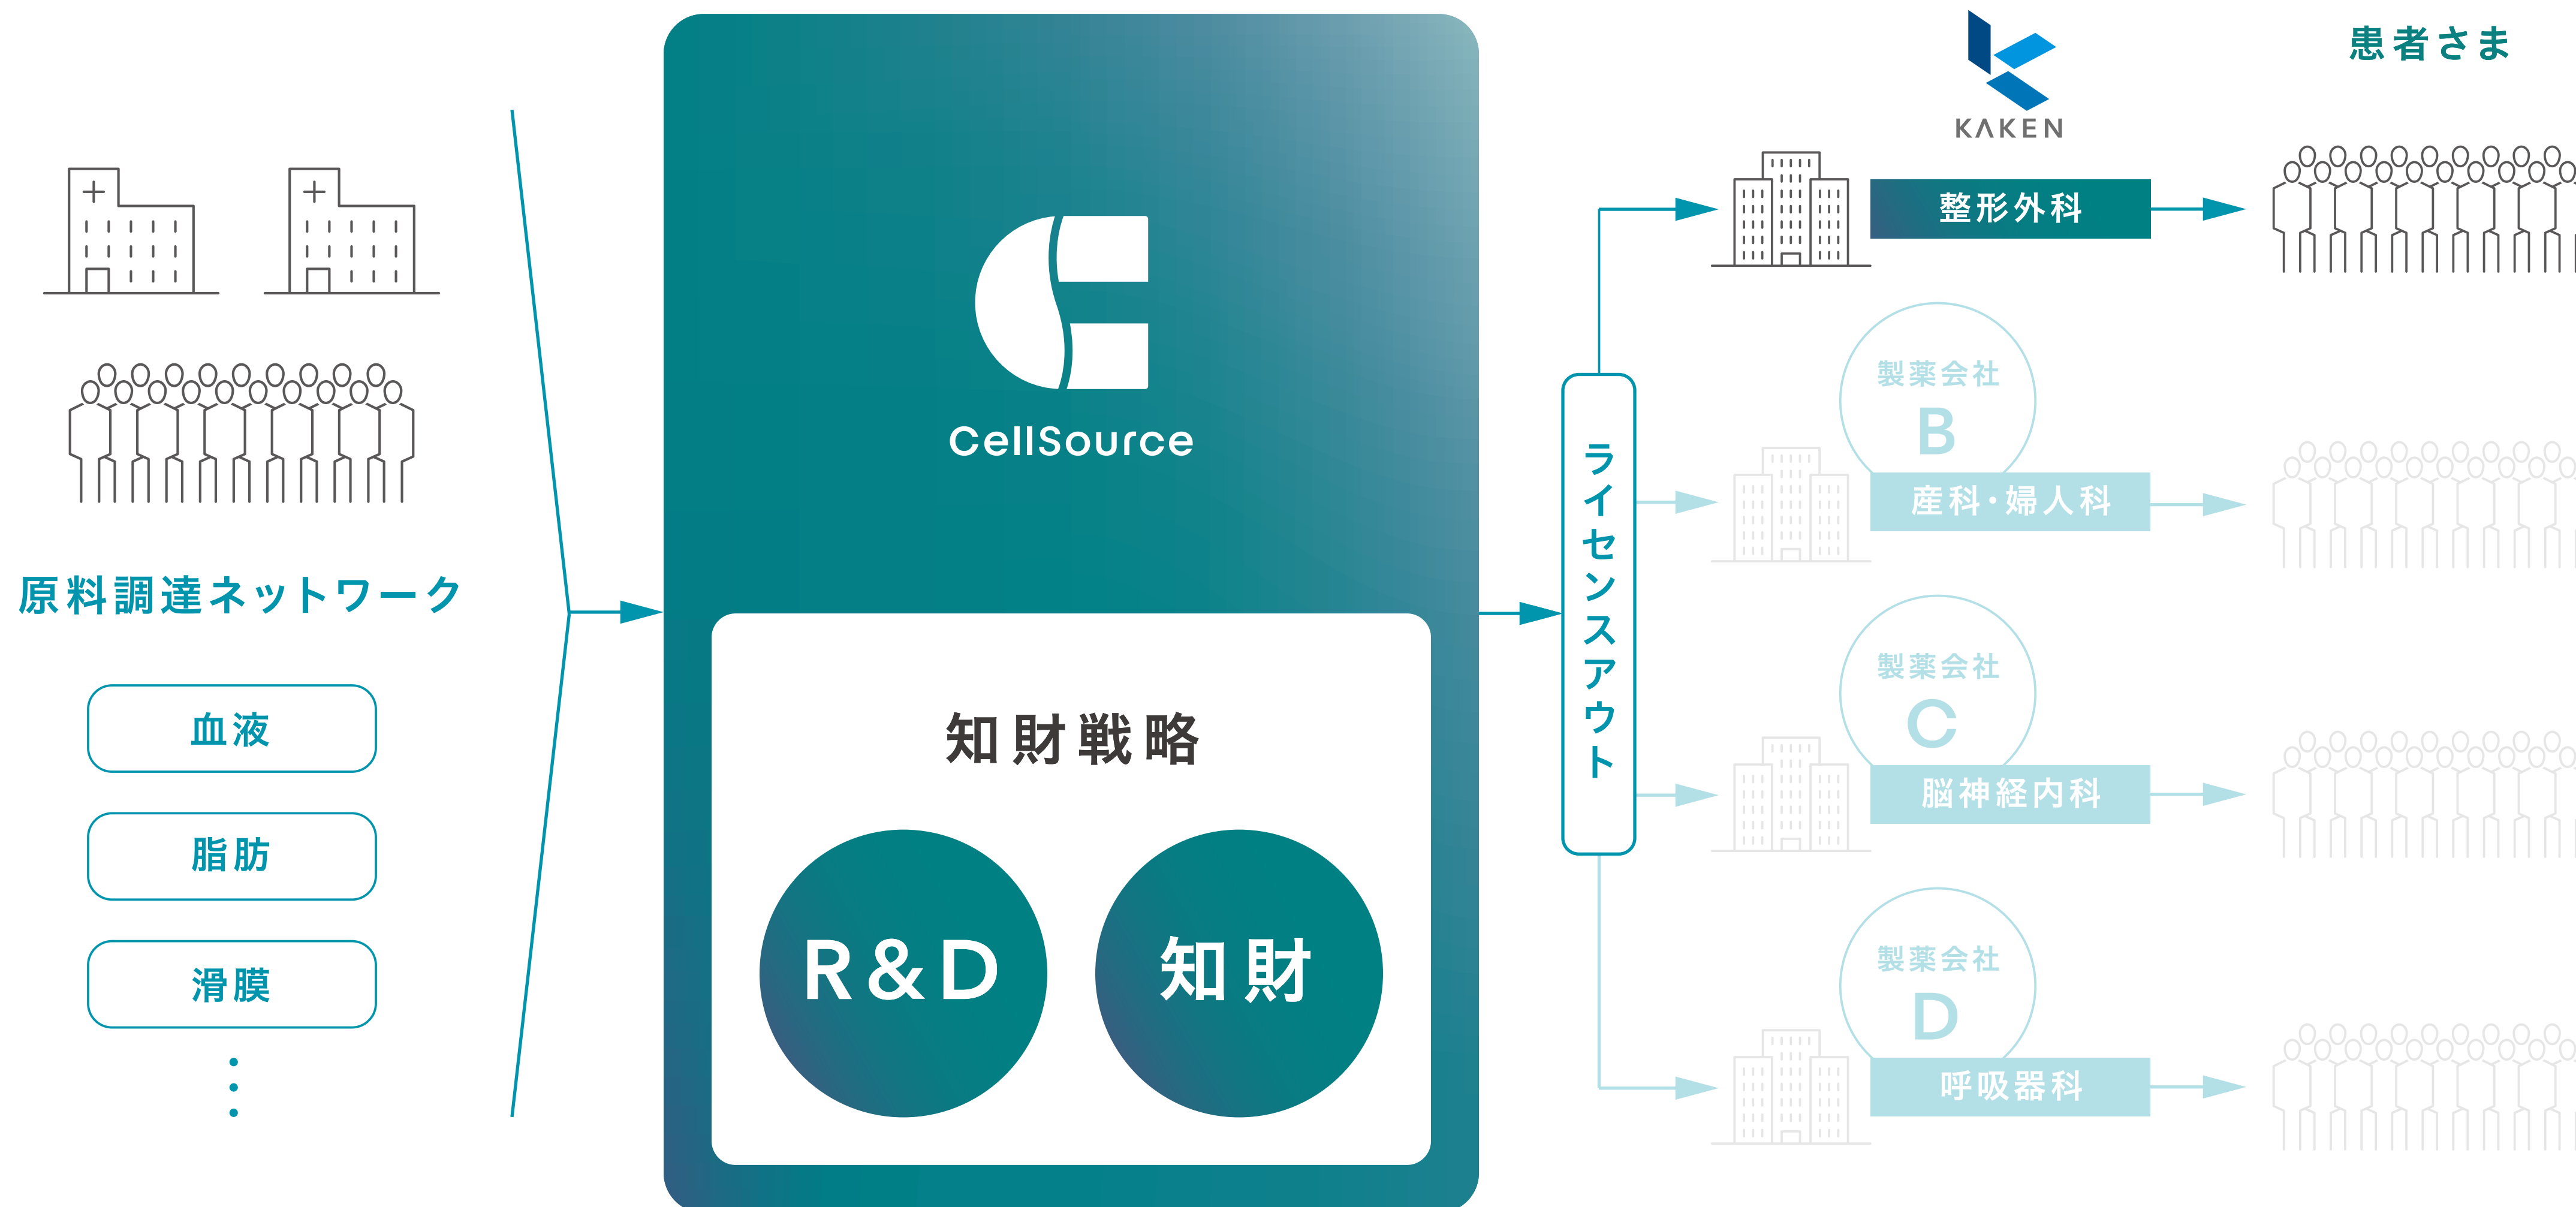 原料調達ネットワーク
血液
脂肪
滑膜
CellSource
知財戦略
R&D
知財
ライセンスアウト
KAKEN
整形外科
製薬会社
B
産科・婦人科
製薬会社
C
脳神経内科
製薬会社
D
呼吸器科
患者さま